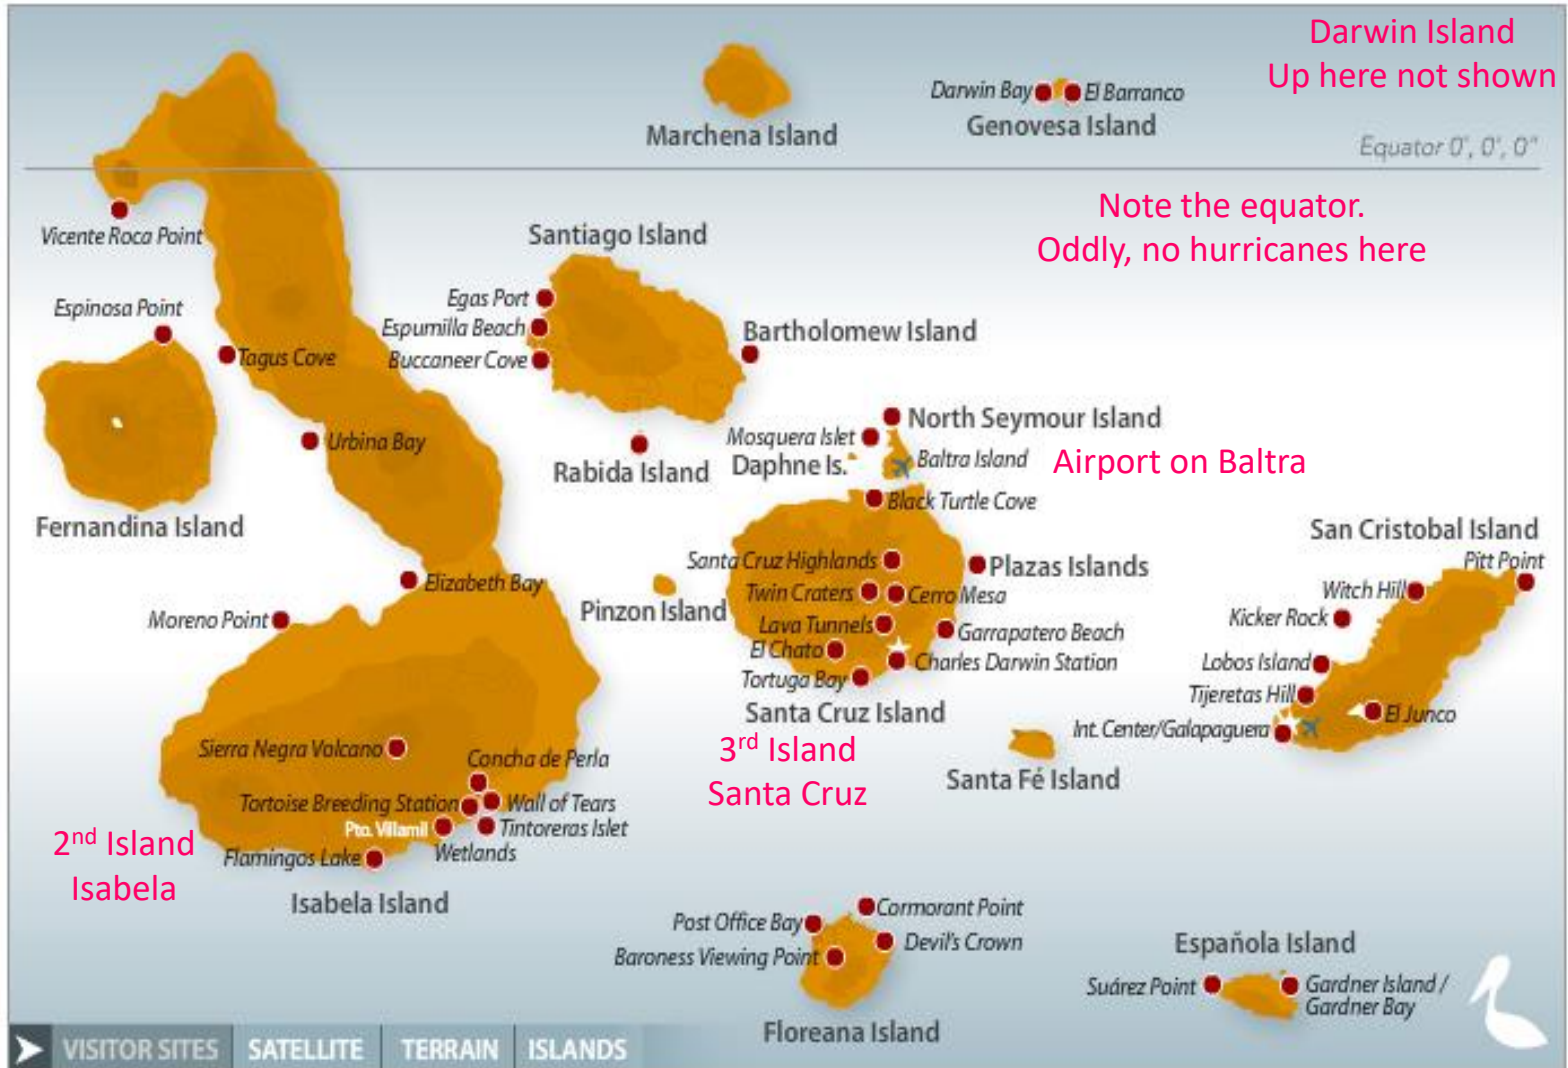 Darwin Island
Up here not shown
Darwin Bay
El Barranco
Marchena Island
Genovesa Island
Equator 0', 0', 0"
Note the equator.
Oddly, no hurricanes here
Vicente Roca Point
Santiago Island
Espinosa Point
Egas Port
Espumilla Beach
Bartholomew Island
Tagus Cove
Buccaneer Cove
North Seymour Island
Urbina Bay
Mosquera Islet
Rabida Island
Daphne Is.
Baltra Island
Airport on Baltra
Black Turtle Cove
Fernandina Island
San Cristobal Island
Pitt Point
Santa Cruz Highlands
Plazas Islands
Elizabeth Bay
Pinzon Island
Twin Craters
Cerro Mesa
Witch Hill
Moreno Point
Lava Tunnels
Garrapatero Beach
Kicker Rock
El Chato
Charles Darwin Station
Lobos Island
Tortuga Bay
Tijeretas Hill
Santa Cruz Island
El Junco
Int. Center/Galapaguera
Sierra Negra Volcano
Concha de Perla
3rd Island
Santa Cruz
Santa Fé Island
Tortoise Breeding Station
Wall of Tears
Pto. Villamil
Tintoreras Islet
2nd Island
Isabela
Flamingos Lake
Wetlands
Isabela Island
Cormorant Point
Post Office Bay
Devil's Crown
Baroness Viewing Point
Española Island
Suárez Point
Gardner Island /
Gardner Bay
Floreana Island
VISITOR SITES
SATELLITE
TERRAIN
ISLANDS